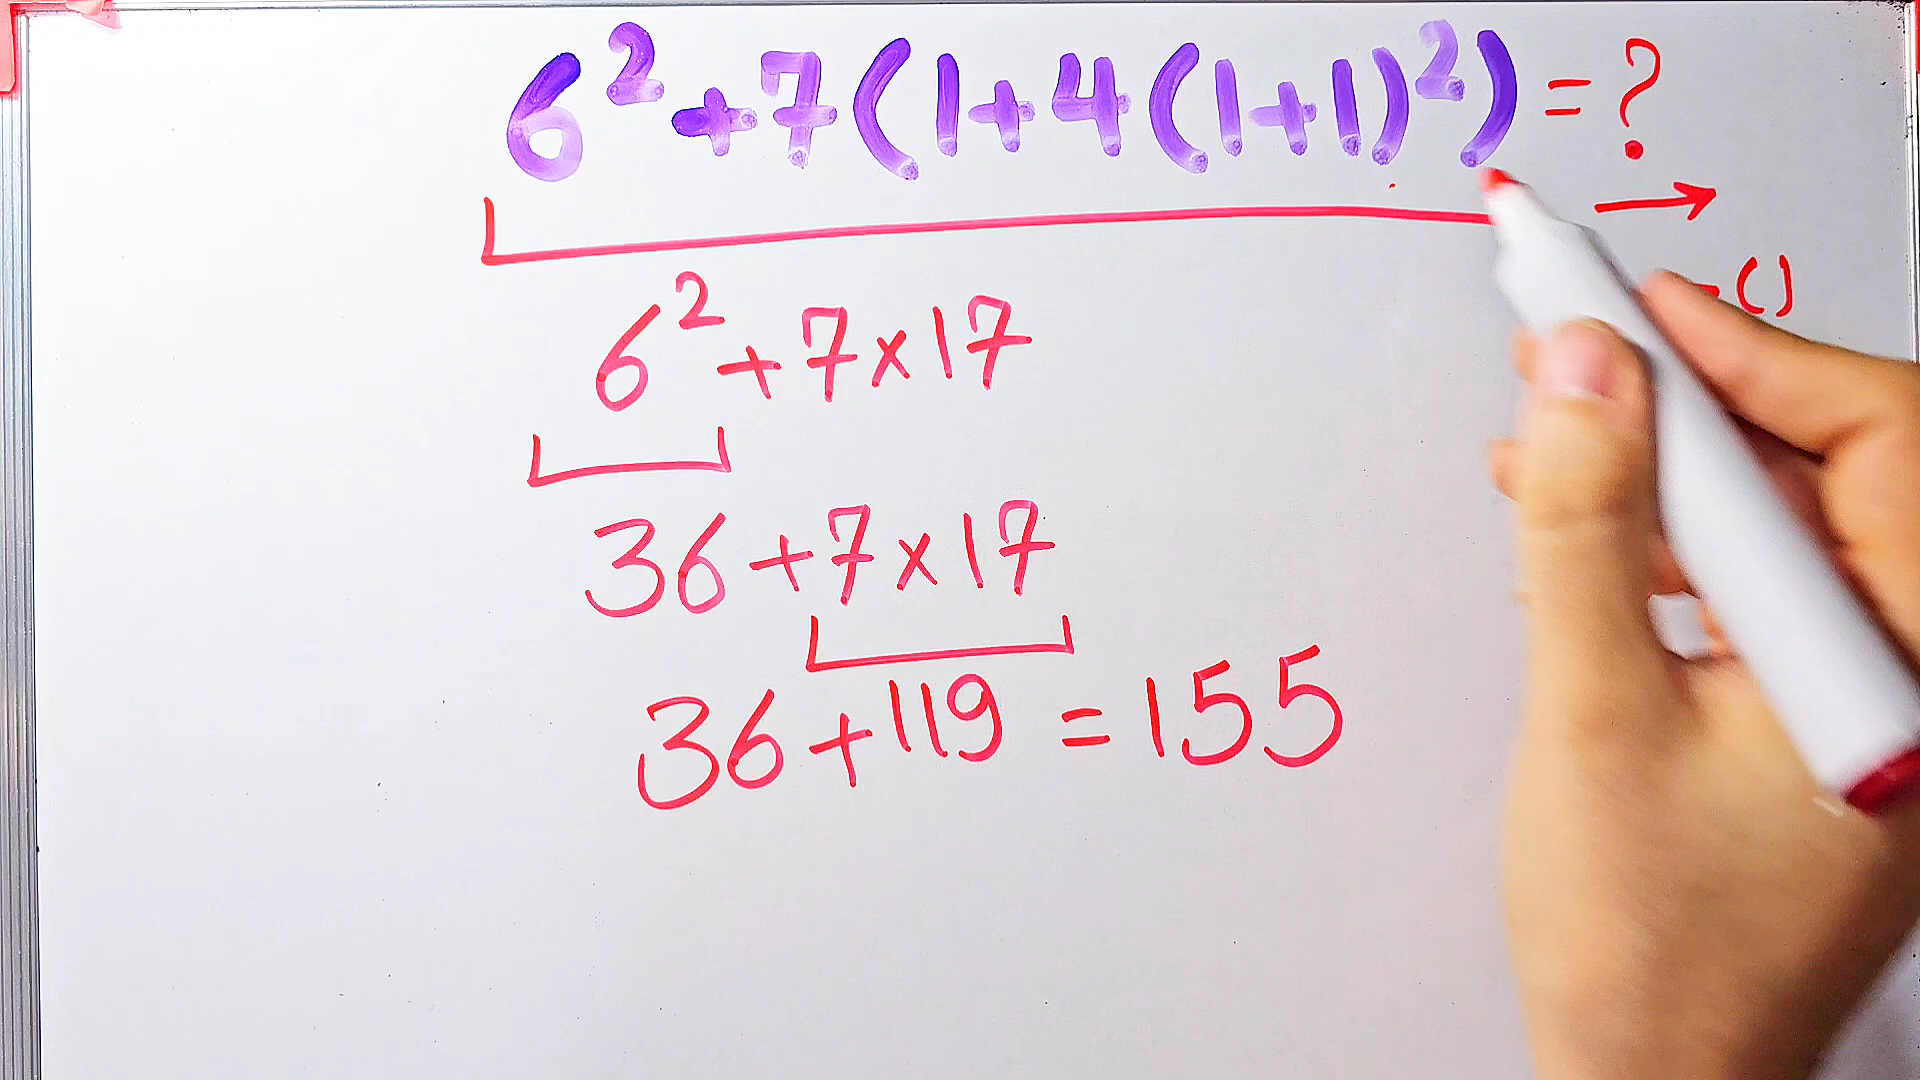 6²+7(1+4(1+1)²) = ?
()
6²+7×17
36+7×17
36+119 = 155